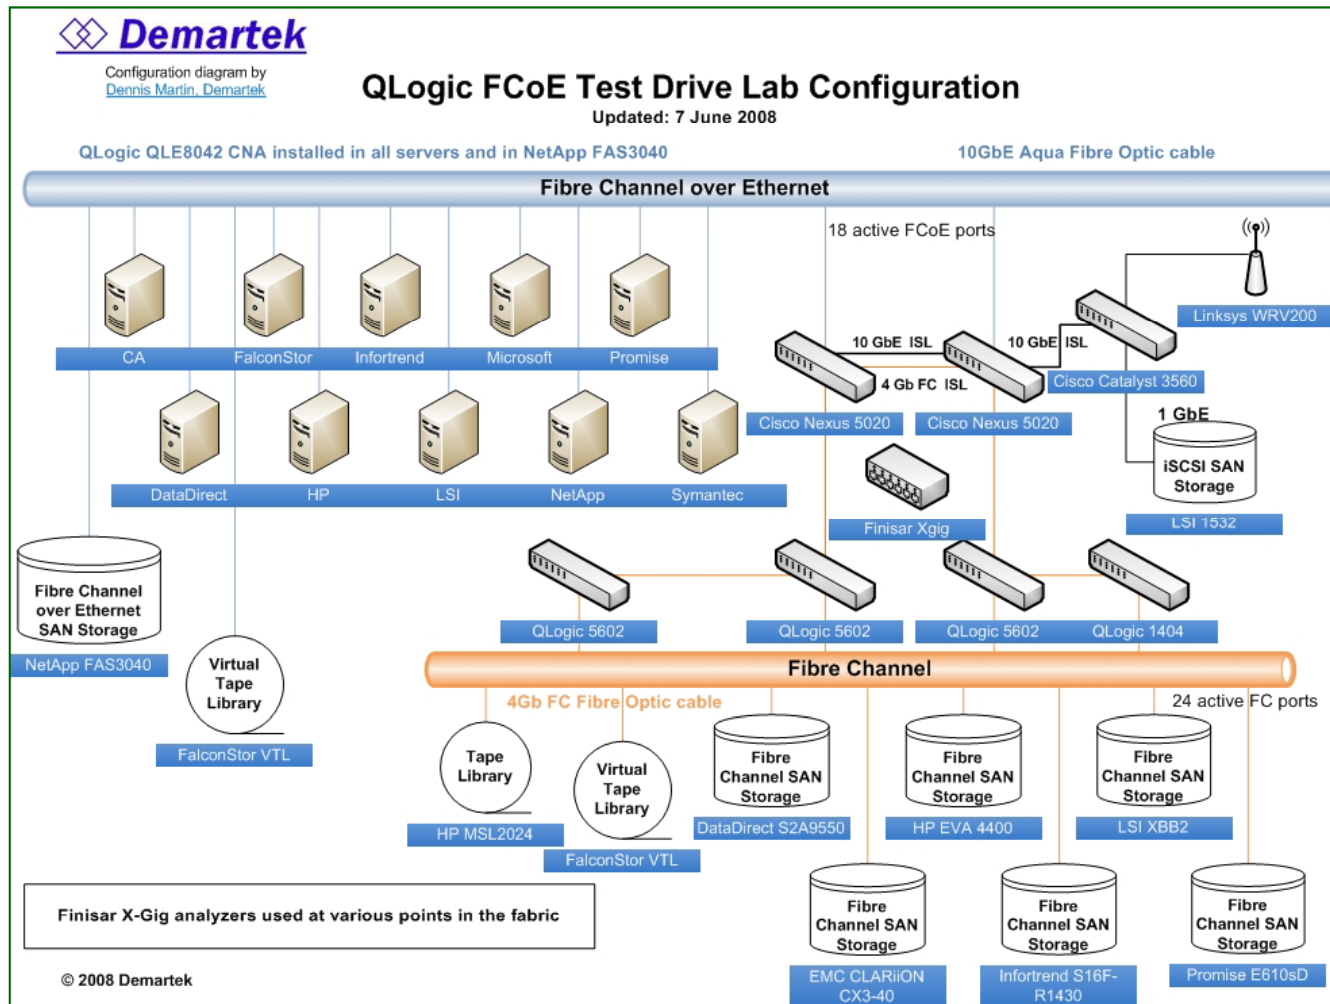 Demartek
Configuration diagram by
Dennis Martin, Demartek
QLogic FCoE Test Drive Lab Configuration
Updated: 7 June 2008
QLogic QLE8042 CNA installed in all servers and in NetApp FAS3040
10GbE Aqua Fibre Optic cable
Fibre Channel over Ethernet
18 active FCoE ports
Linksys WRV200
CA
FalconStor
Infortrend
Microsoft
Promise
10 GbE ISL
10 GbE ISL
4 Gb FC ISL
Cisco Catalyst 3560
Cisco Nexus 5020
Cisco Nexus 5020
1 GbE
iSCSI SAN
Storage
LSI 1532
DataDirect
HP
LSI
NetApp
Symantec
Finisar Xgig
Fibre Channel
over Ethernet
SAN Storage
NetApp FAS3040
QLogic 5602
QLogic 5602
QLogic 5602
QLogic 1404
Virtual
Tape
Library
FalconStor VTL
Fibre Channel
4Gb FC Fibre Optic cable
24 active FC ports
Tape
Library
HP MSL2024
Virtual
Tape
Library
FalconStor VTL
Fibre
Channel SAN
Storage
DataDirect S2A9550
Fibre
Channel SAN
Storage
HP EVA 4400
Fibre
Channel SAN
Storage
LSI XBB2
Fibre
Channel SAN
Storage
EMC CLARiiON
CX3-40
Fibre
Channel SAN
Storage
Infortrend S16F-
R1430
Fibre
Channel SAN
Storage
Promise E610sD
Finisar X-Gig analyzers used at various points in the fabric
© 2008 Demartek